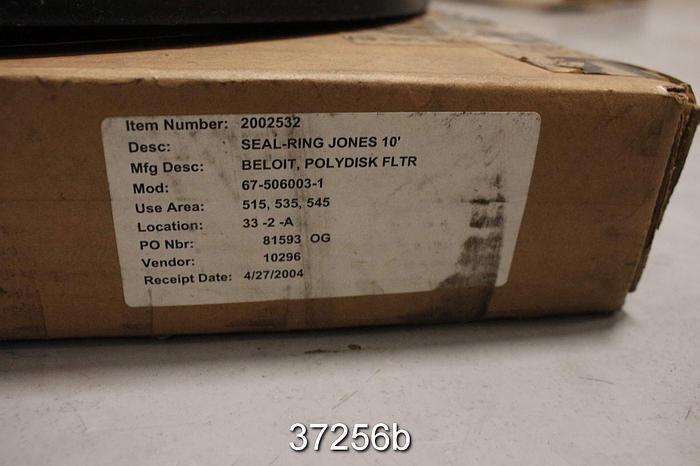 Item Number: 2002532
Desc: SEAL-RING JONES 10'
Mfg Desc: BELOIT, POLYDISK FLTR
Mod: 67-506003-1
Use Area: 515, 535, 545
Location: 33 -2 -A
PO Nbr: 81593 OG
Vendor: 10296
Receipt Date: 4/27/2004
37256b